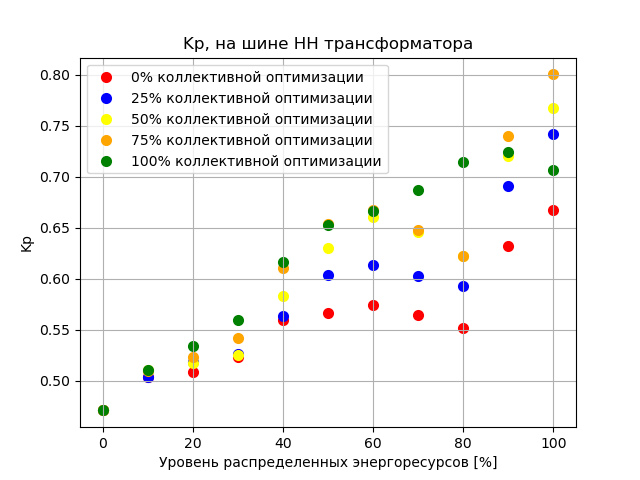 Kp, на шине НН трансформатора
0% коллективной оптимизации
25% коллективной оптимизации
50% коллективной оптимизации
75% коллективной оптимизации
100% коллективной оптимизации
0.80
0.75
0.70
0.65
0.60
0.55
0.50
Kp
0 20 40 60 80 100
Уровень распределенных энергоресурсов [%]